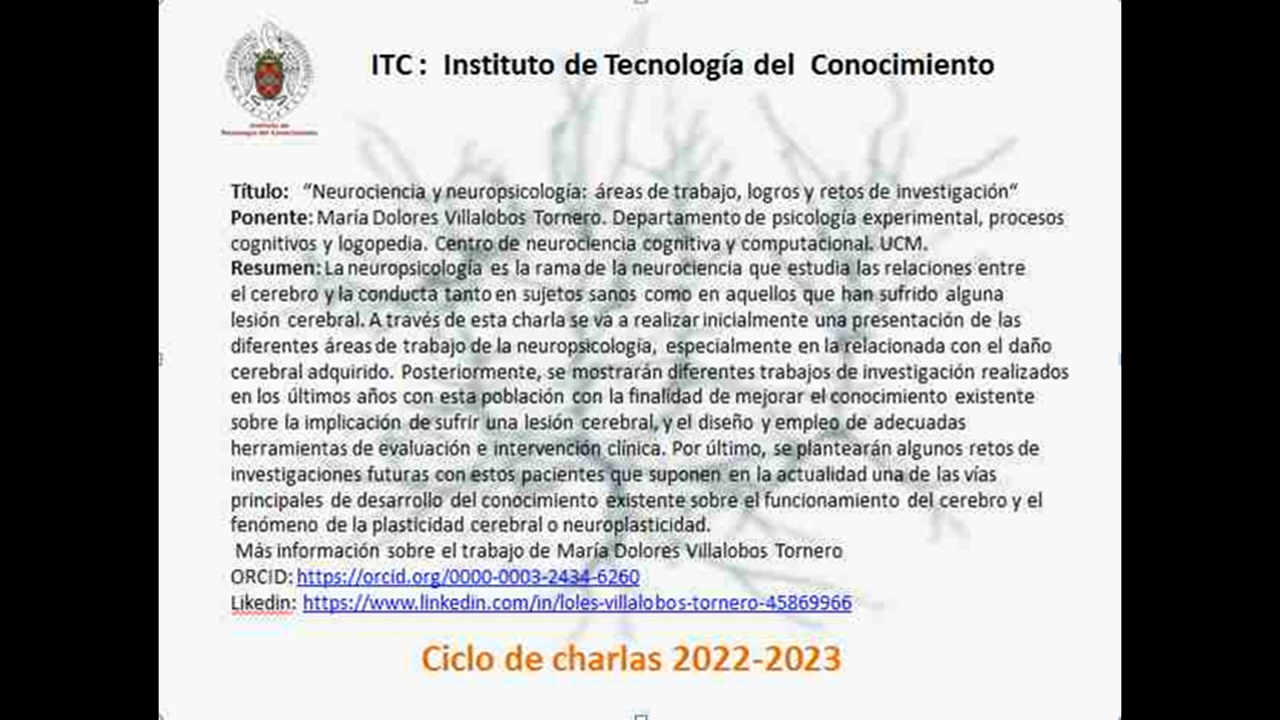 ITC : Instituto de Tecnología del Conocimiento
Instituto de
Tecnología del Conocimiento
Título: “Neurociencia y neuropsicología: áreas de trabajo, logros y retos de investigación“
Ponente: María Dolores Villalobos Tornero. Departamento de psicología experimental, procesos
cognitivos y logopedia. Centro de neurociencia cognitiva y computacional. UCM.
Resumen: La neuropsicología es la rama de la neurociencia que estudia las relaciones entre
el cerebro y la conducta tanto en sujetos sanos como en aquellos que han sufrido alguna
lesión cerebral. A través de esta charla se va a realizar inicialmente una presentación de las
diferentes áreas de trabajo de la neuropsicología, especialmente en la relacionada con el daño
cerebral adquirido. Posteriormente, se mostrarán diferentes trabajos de investigación realizados
en los últimos años con esta población con la finalidad de mejorar el conocimiento existente
sobre la implicación de sufrir una lesión cerebral, y el diseño y empleo de adecuadas
herramientas de evaluación e intervención clínica. Por último, se plantearán algunos retos de
investigaciones futuras con estos pacientes que suponen en la actualidad una de las vías
principales de desarrollo del conocimiento existente sobre el funcionamiento del cerebro y el
fenómeno de la plasticidad cerebral o neuroplasticidad.
Más información sobre el trabajo de María Dolores Villalobos Tornero
ORCID: https://orcid.org/0000-0003-2434-6260
Likedin: https://www.linkedin.com/in/loles-villalobos-tornero-45869966
Ciclo de charlas 2022-2023